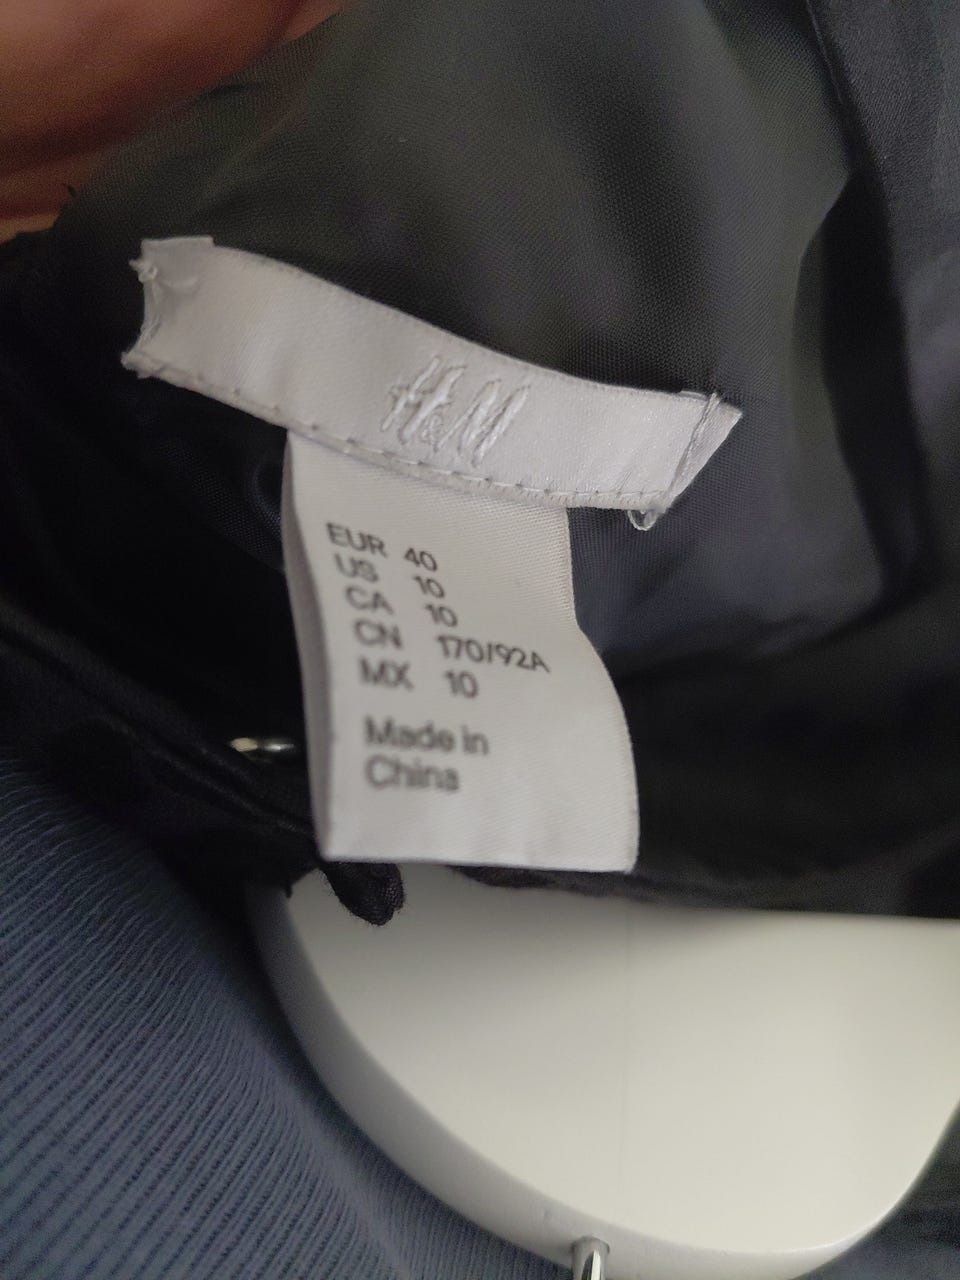 H&M
EUR 40
US 10
CA 10
CN 170/92A
MX 10
Made in
China